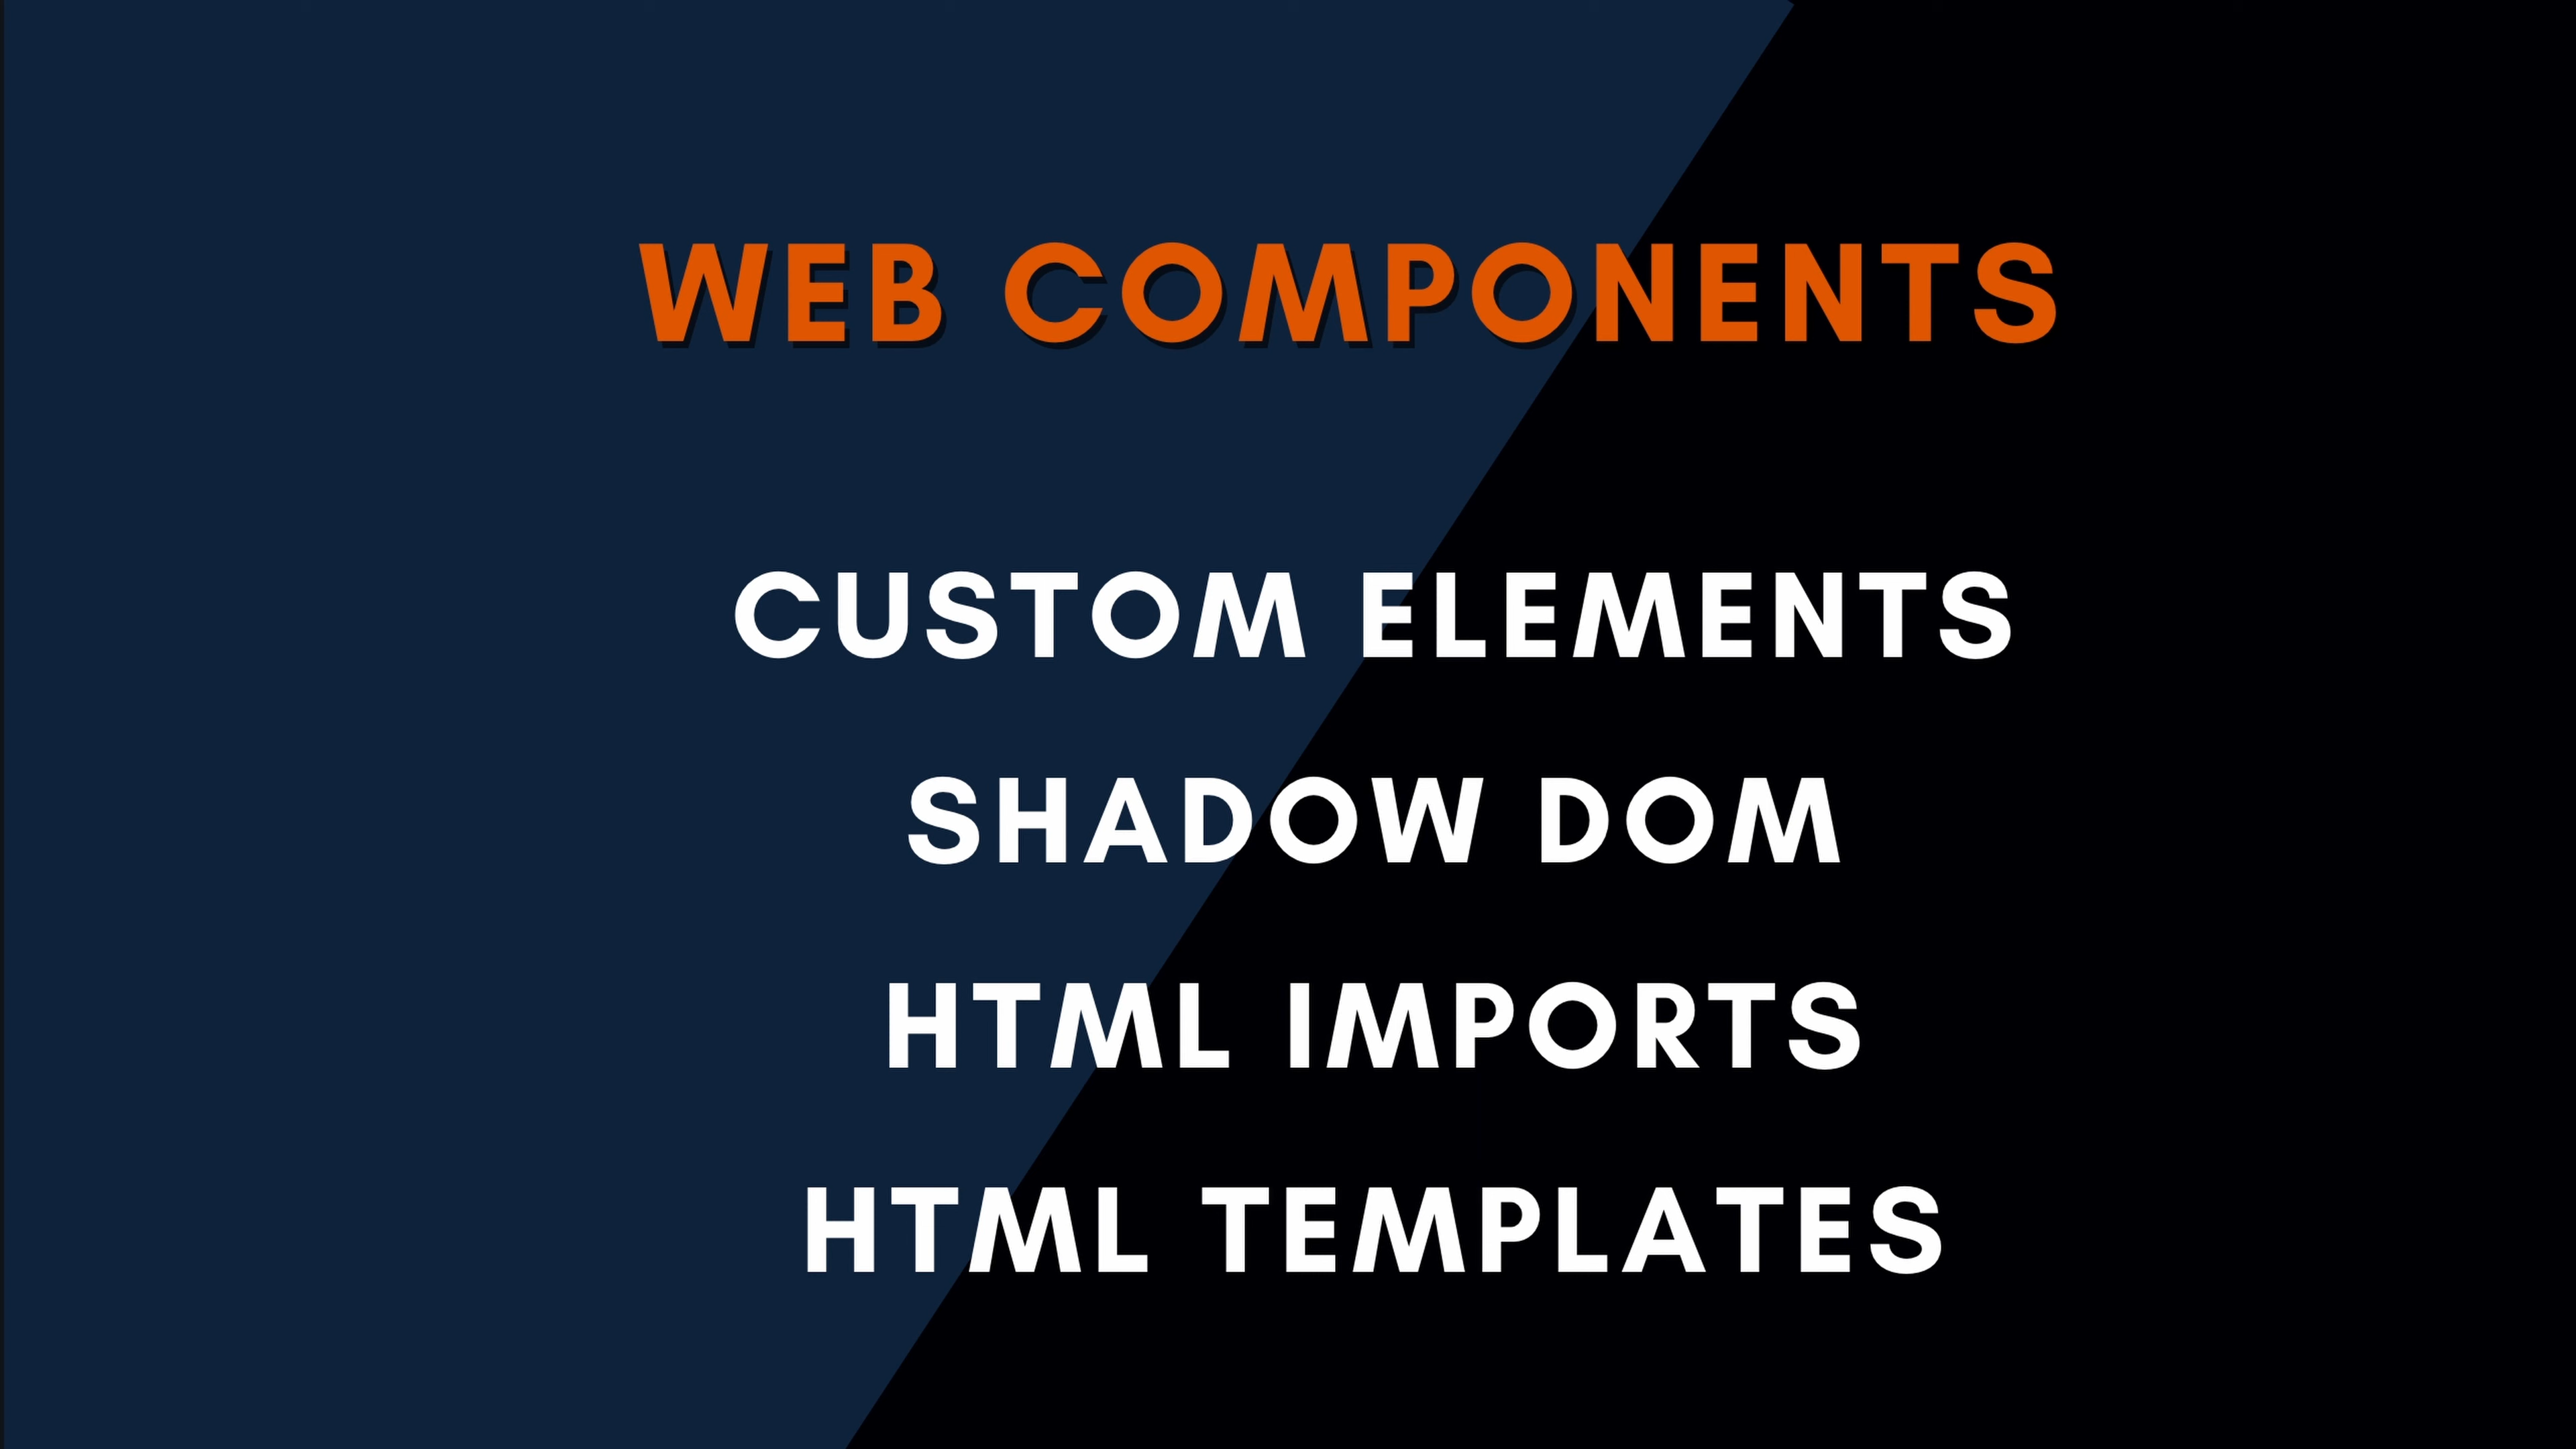 WEB COMPONENTS
CUSTOM ELEMENTS
SHADOW DOM
HTML IMPORTS
HTML TEMPLATES